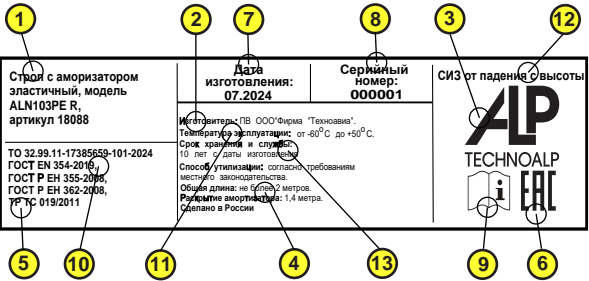 1
2
7
8
3
12
Строп с аморизатором
эластичный, модель
ALN103PE R,
артикул 18088
ТО 32.99.11-17385659-101-2024
ГОСТ EN 354-2019,
ГОСТ Р ЕН 355-2008,
ГОСТ Р ЕН 362-2008,
ТР ТС 019/2011
Дата
изготовления:
07.2024
Серийный
номер:
000001
Изготовитель: ПВ ООО"Фирма "Техноавиа".
Температура эксплуатации: от -60⁰С до +50⁰С.
Срок хранения и службы:
10 лет с даты изготовления
Способ утилизации: согласно требованиям
местного законодательства.
Общая длина: не более 2 метров.
Раскрытие амортизатора: 1,4 метра.
Сделано в России
СИЗ от падения с высоты
ALP
TECHNOALP
i
EAC
5
10
11
4
13
9
6